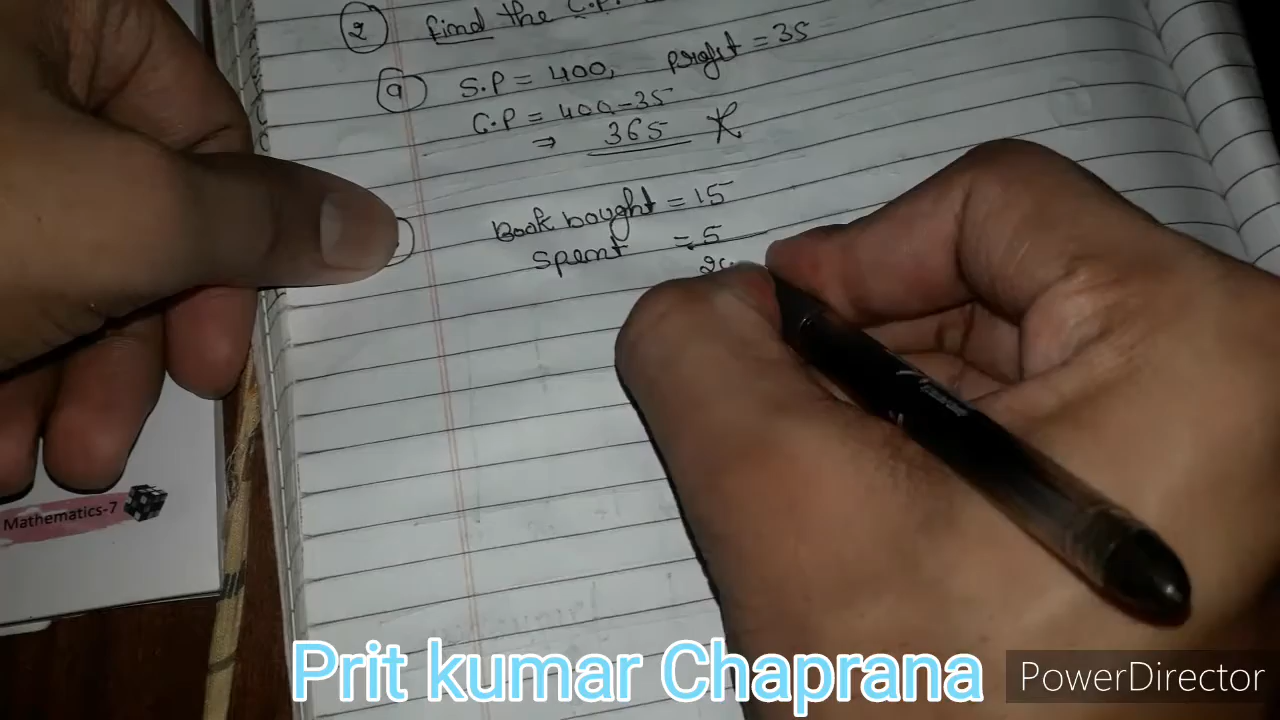 2 Find the C.P.
a S.P = 400, profit = 35
C.P = 400-35
⇒ 365
Book bought = 15
spent = 5
20
Mathematics-7
Prit kumar Chaprana
PowerDirector